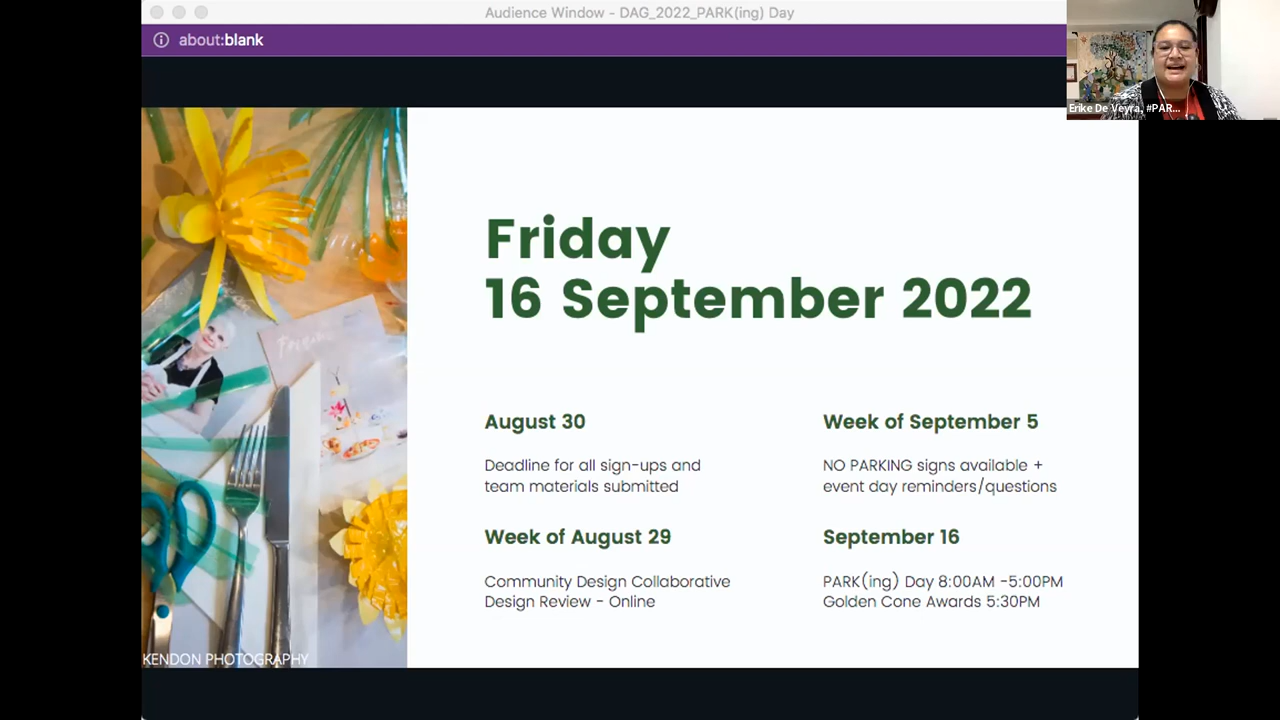 Audience Window - DAG_2022_PARK(ing) Day
about:blank
Erike De Veyra, #PAR...
Friday
16 September 2022
August 30
Deadline for all sign-ups and
team materials submitted
Week of August 29
Community Design Collaborative
Design Review - Online
Week of September 5
NO PARKING signs available +
event day reminders/questions
September 16
PARK(ing) Day 8:00AM -5:00PM
Golden Cone Awards 5:30PM
KENDON PHOTOGRAPHY